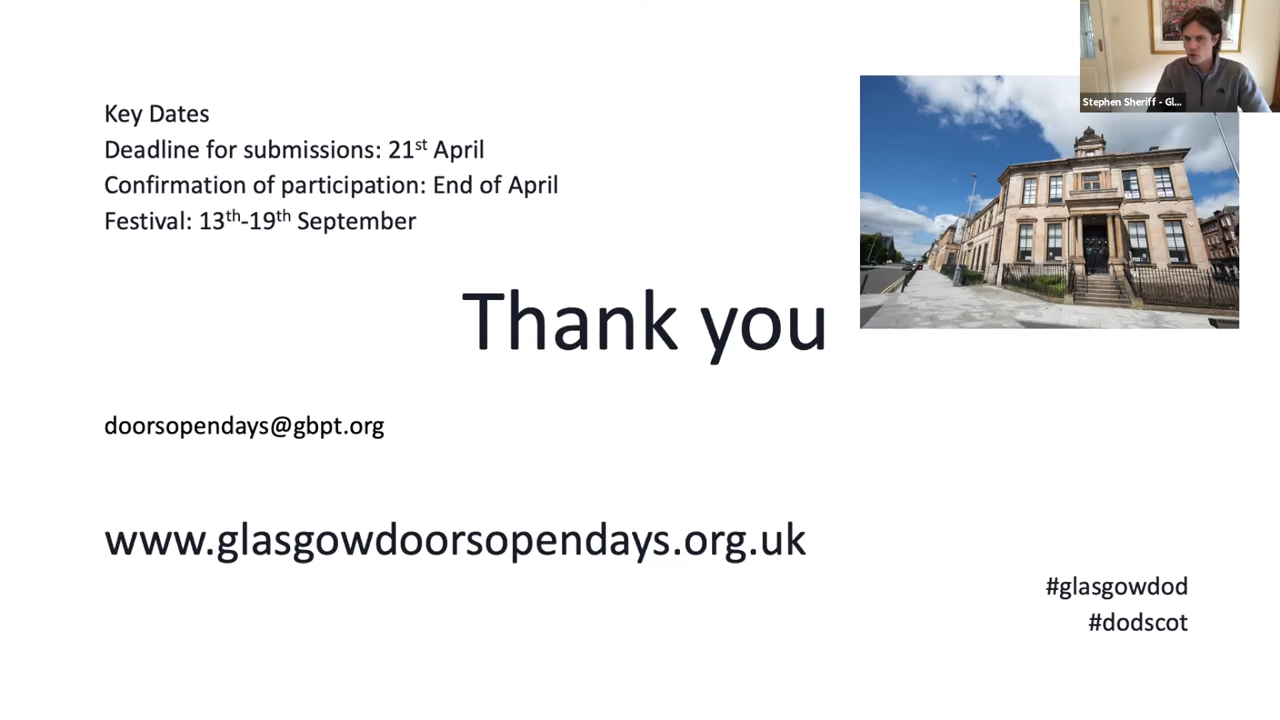 Key Dates
Deadline for submissions: 21st April
Confirmation of participation: End of April
Festival: 13th-19th September
Stephen Sheriff - Gl...
Thank you
doorsopendays@gbpt.org
www.glasgowdoorsopendays.org.uk
#glasgowdod
#dodscot